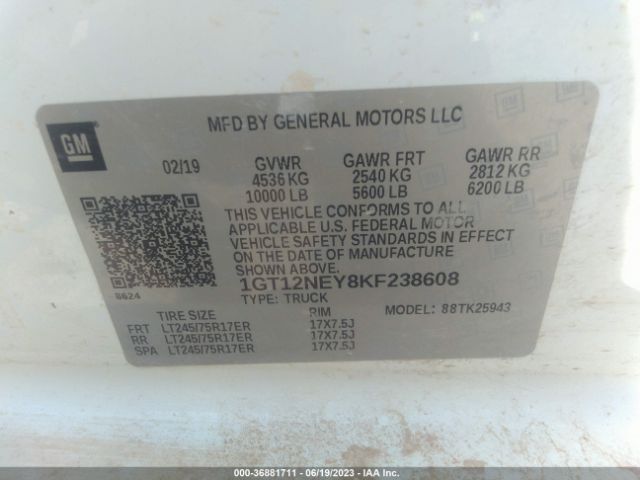 GM
MFD BY GENERAL MOTORS LLC
02/19 GVWR GAWR FRT GAWR RR
4536 KG 2540 KG 2812 KG
10000 LB 5600 LB 6200 LB
THIS VEHICLE CONFORMS TO ALL
APPLICABLE U.S. FEDERAL MOTOR
VEHICLE SAFETY STANDARDS IN EFFECT
ON THE DATE OF MANUFACTURE
SHOWN ABOVE.
8624
1GT12NEY8KF238608
TYPE: TRUCK
MODEL: 88TK25943
TIRE SIZE RIM
FRT LT245/75R17ER 17X7.5J
RR LT245/75R17ER 17X7.5J
SPA LT245/75R17ER 17X7.5J
000-36881711 - 06/19/2023 - IAA Inc.